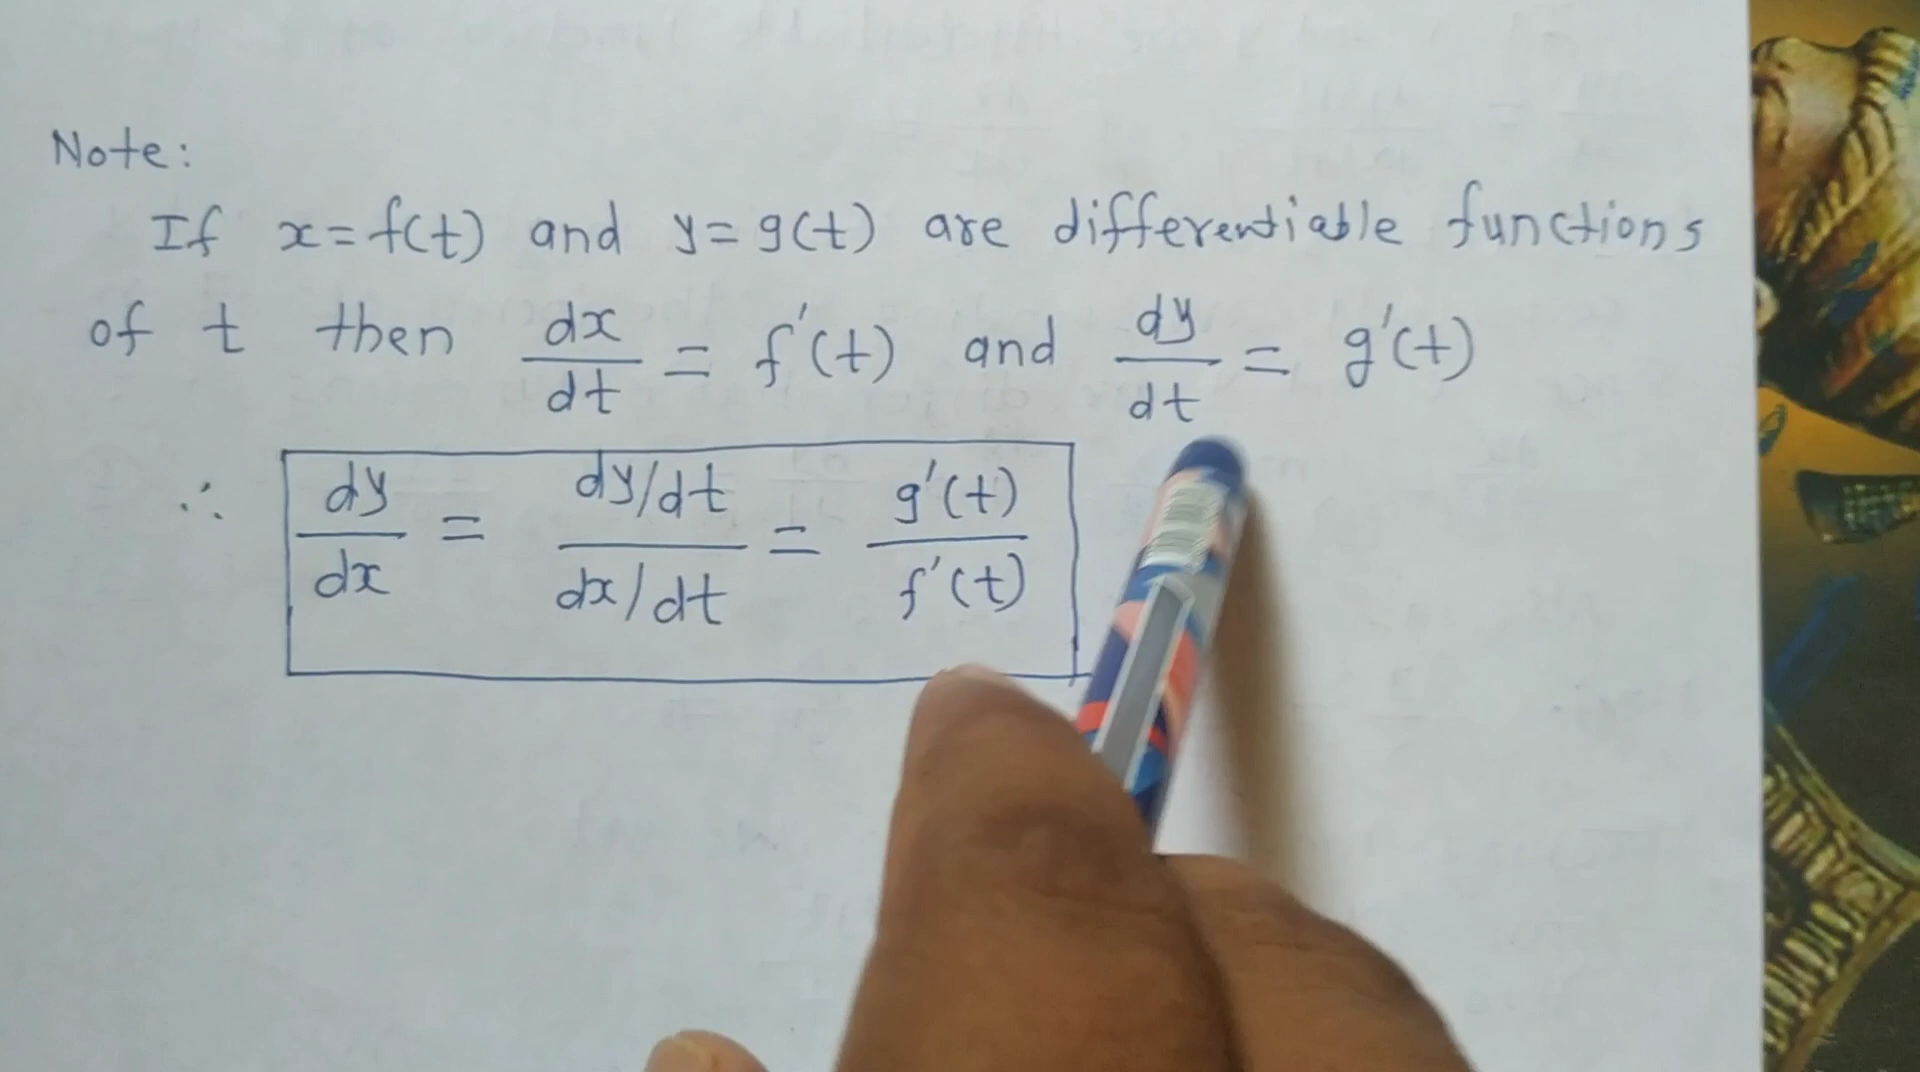 Note:
If x = f(t) and y = g(t) are differentiable functions
of t then dx/dt = f'(t) and dy/dt = g'(t)
∴ dy/dx = (dy/dt)/(dx/dt) = g'(t)/f'(t)